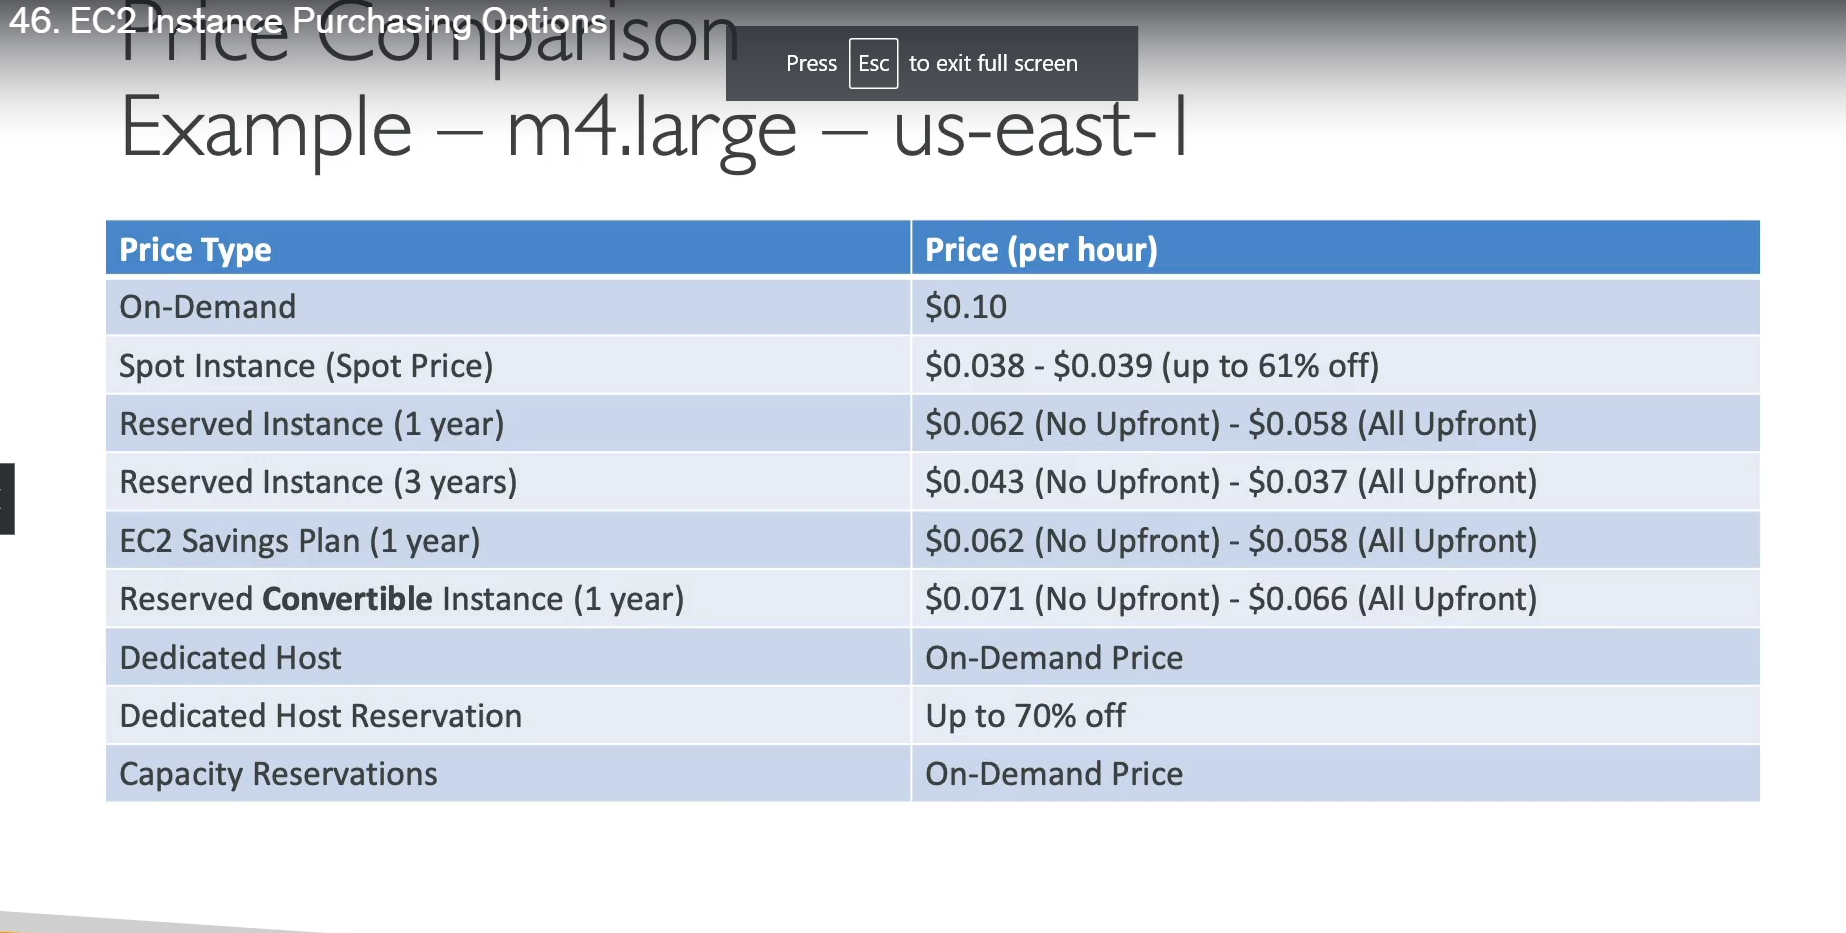 46. EC2 Instance Purchasing Options
Price Comparison
Press Esc to exit full screen
Example – m4.large – us-east-1
Price Type Price (per hour)
On-Demand $0.10
Spot Instance (Spot Price) $0.038 - $0.039 (up to 61% off)
Reserved Instance (1 year) $0.062 (No Upfront) - $0.058 (All Upfront)
Reserved Instance (3 years) $0.043 (No Upfront) - $0.037 (All Upfront)
EC2 Savings Plan (1 year) $0.062 (No Upfront) - $0.058 (All Upfront)
Reserved Convertible Instance (1 year) $0.071 (No Upfront) - $0.066 (All Upfront)
Dedicated Host On-Demand Price
Dedicated Host Reservation Up to 70% off
Capacity Reservations On-Demand Price